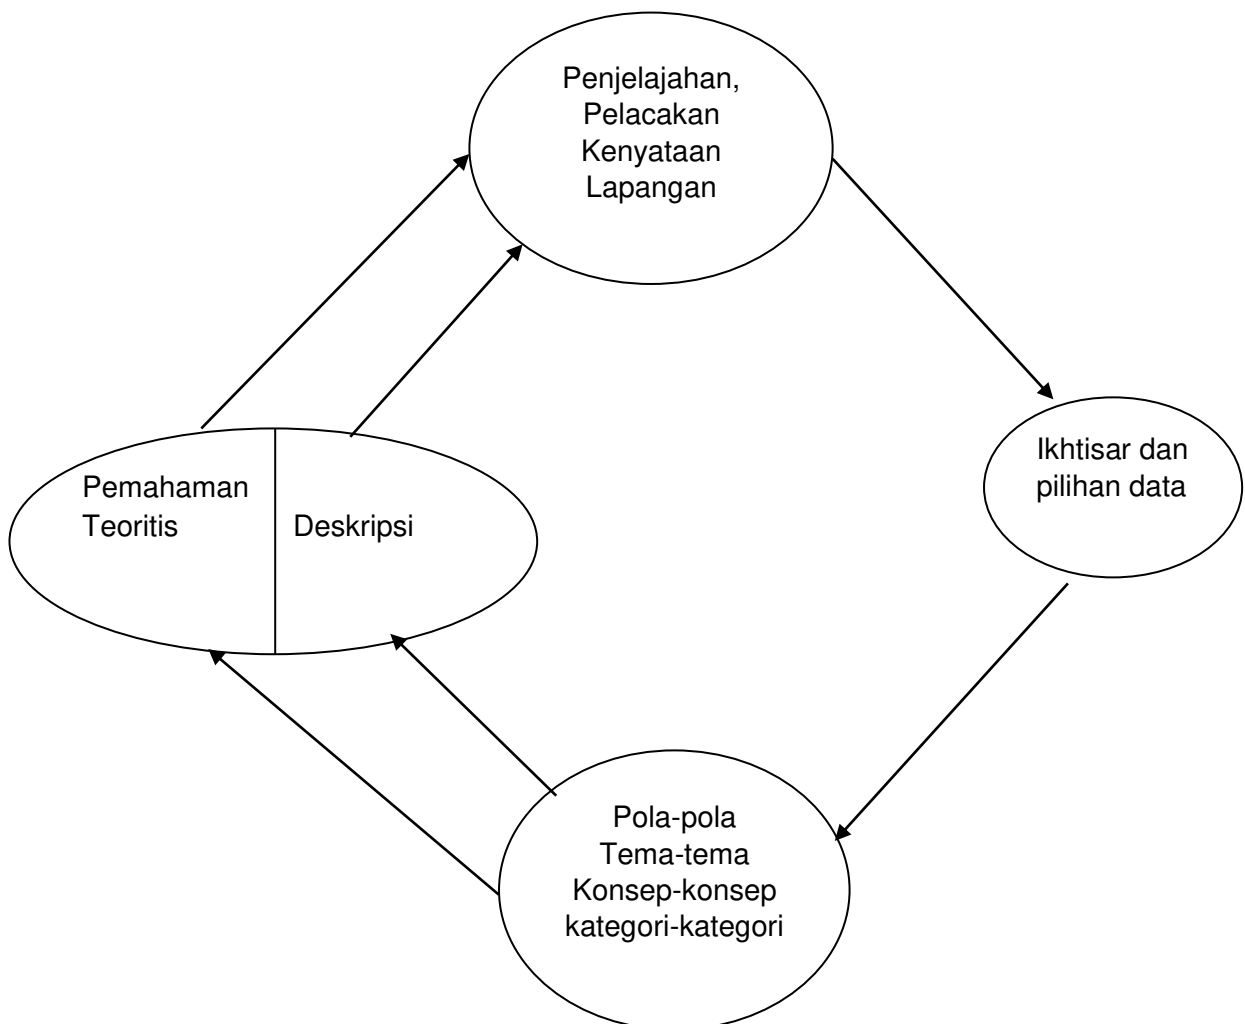 Penjelajahan,
Pelacakan
Kenyataan
Lapangan
Ikhtisar dan
pilihan data
Pemahaman
Teoritis
Deskripsi
Pola-pola
Tema-tema
Konsep-konsep
kategori-kategori